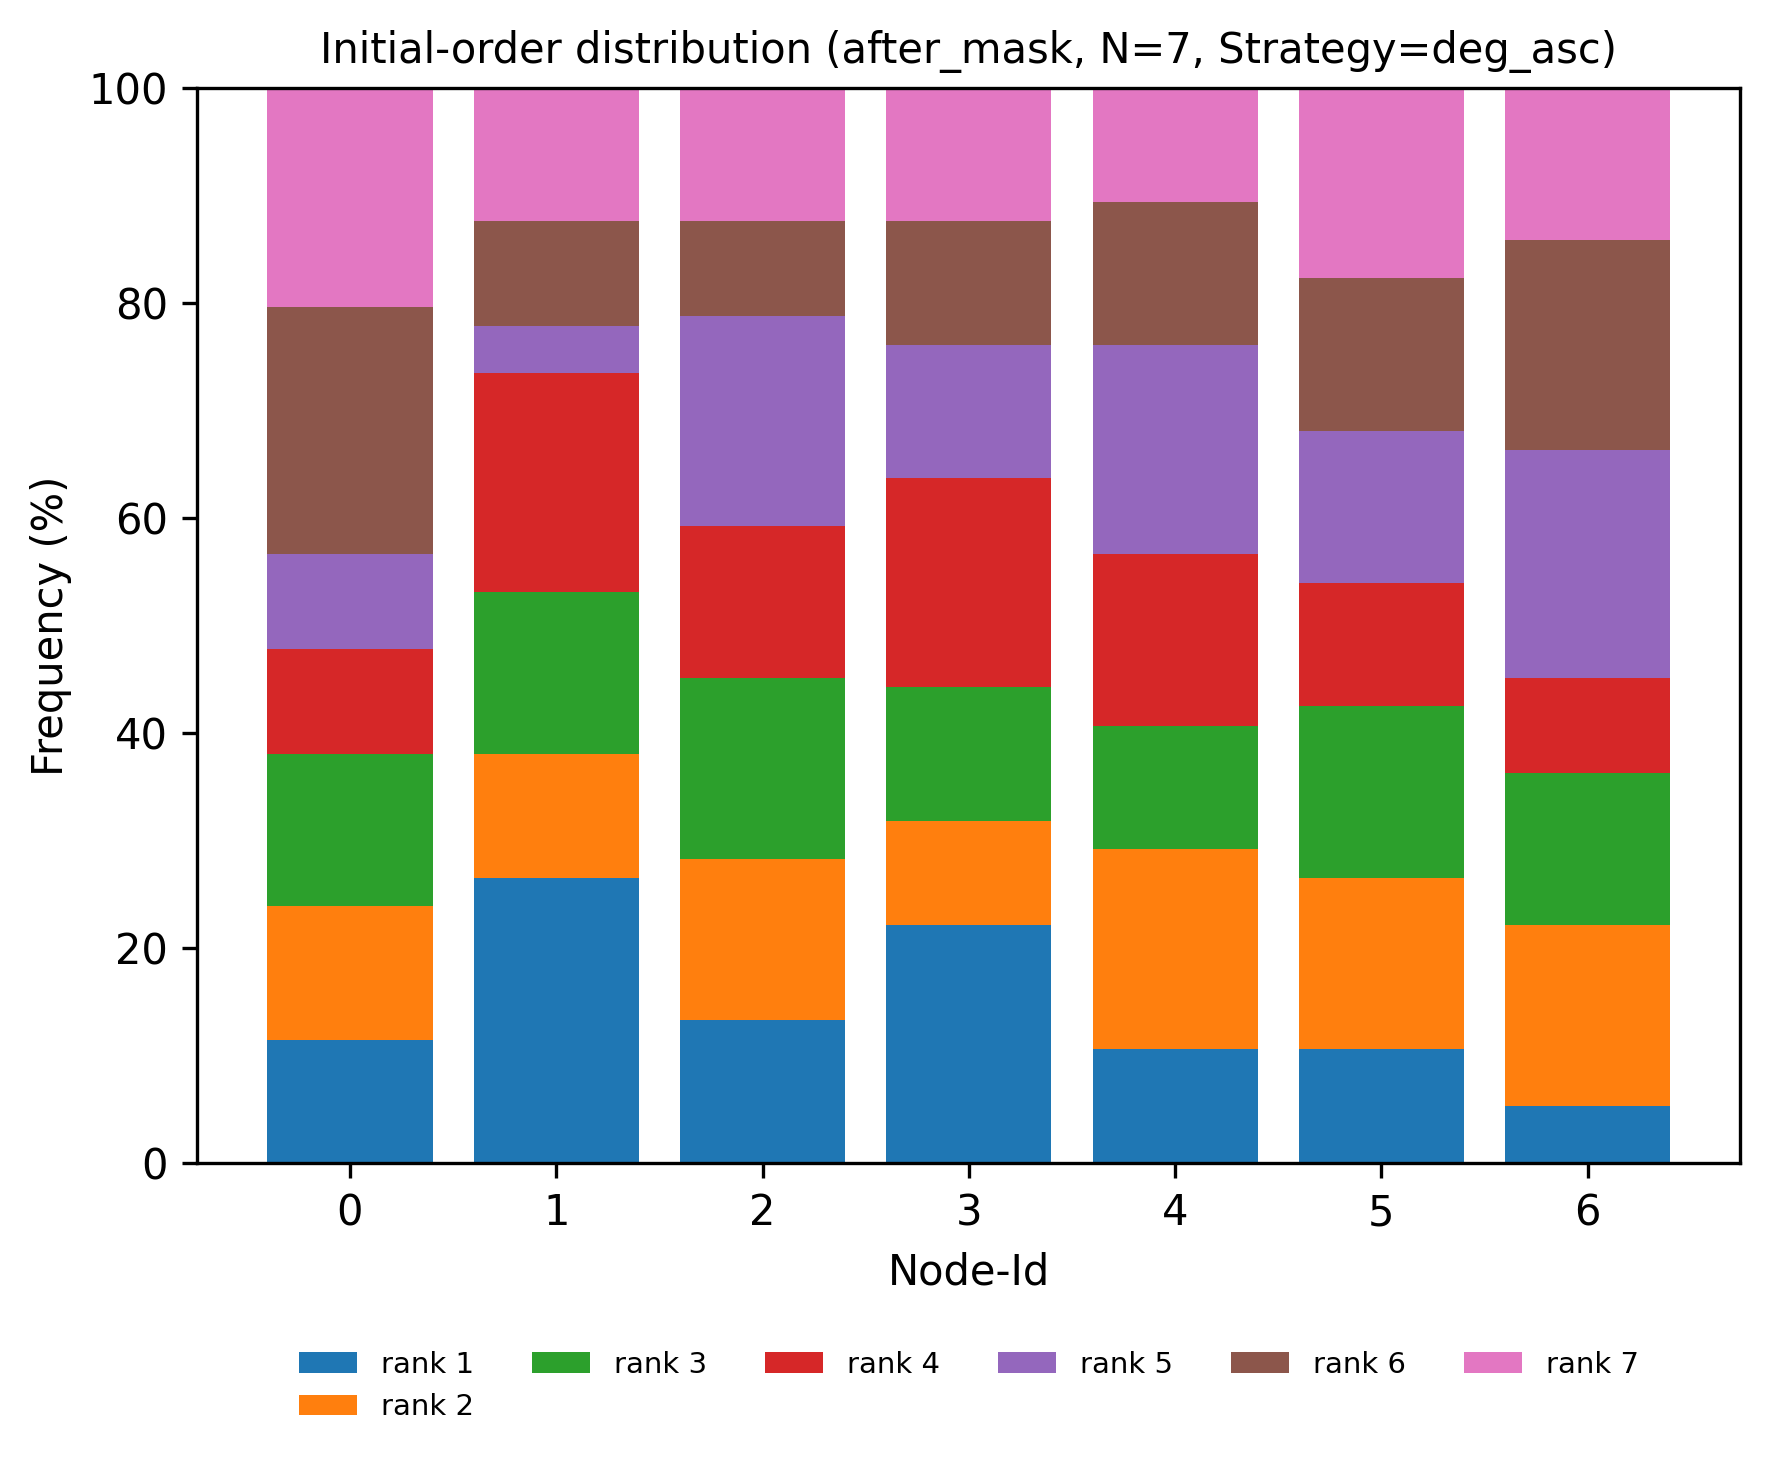 Initial-order distribution (after_mask, N=7, Strategy=deg_asc)
100
80
60
40
20
0
Frequency (%)
0 1 2 3 4 5 6
Node-Id
rank 1 rank 3 rank 4 rank 5 rank 6 rank 7
rank 2